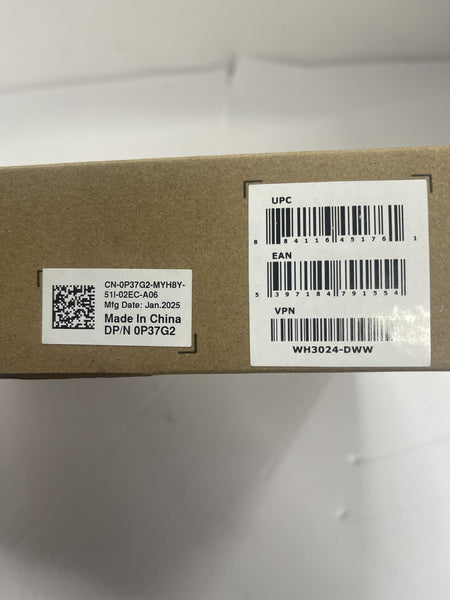 CN-0P37G2-MYH8Y-
51I-02EC-A06
Mfg Date: Jan.2025
Made In China
DP/N 0P37G2
UPC
8 84116 45176 1
EAN
5 397184 791554
VPN
WH3024-DWW